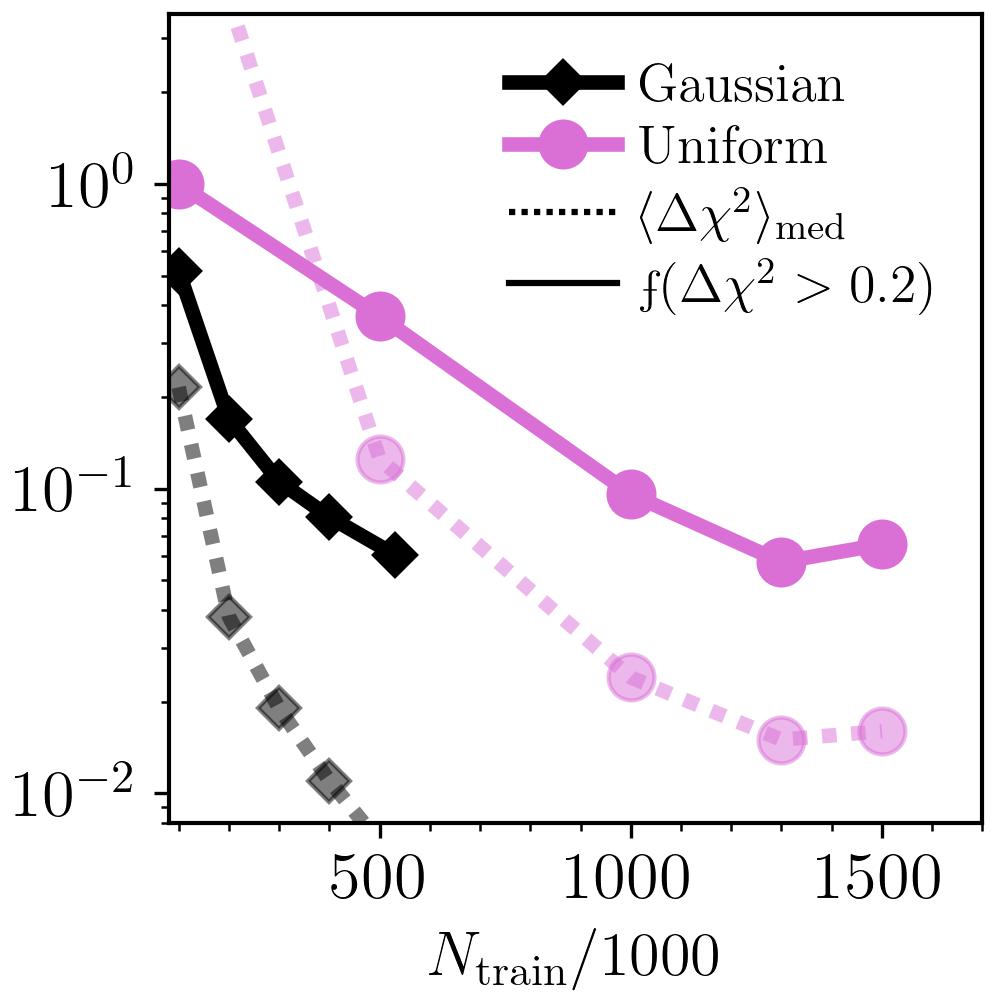 Gaussian
Uniform
⟨Δχ²⟩med
f(Δχ² > 0.2)
10⁰
10⁻¹
10⁻²
500 1000 1500
Ntrain/1000